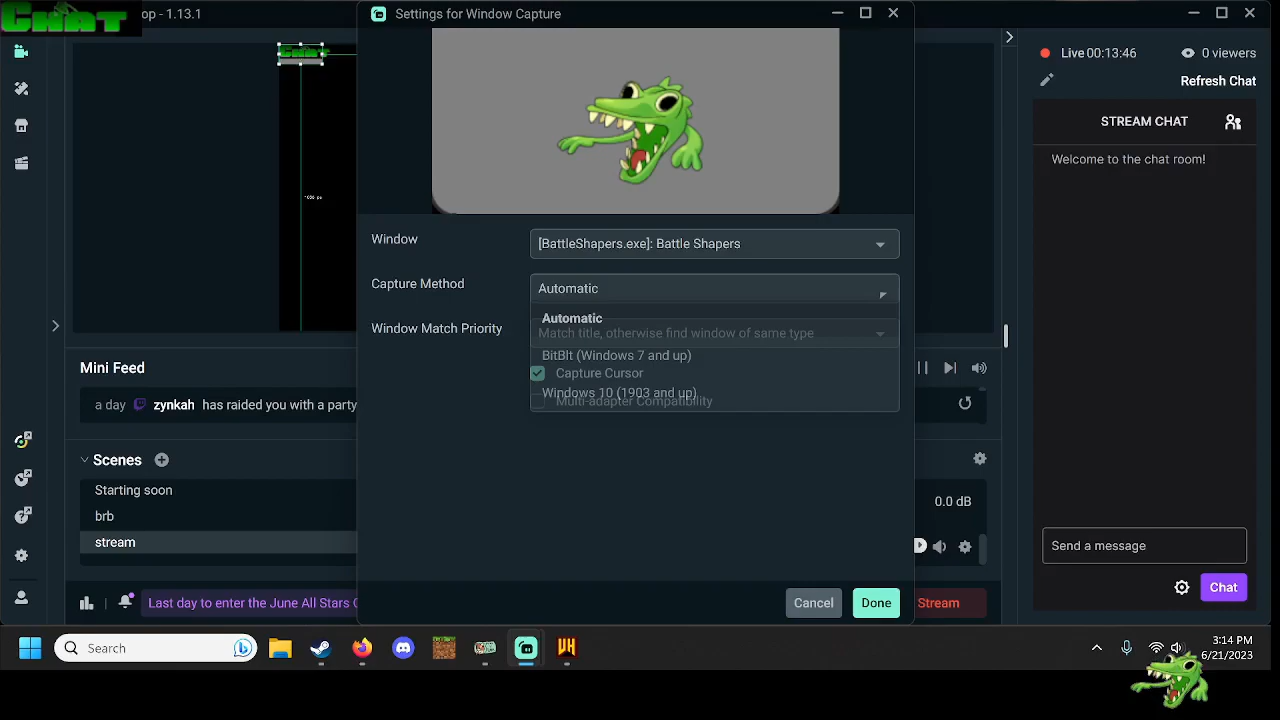 CHAT
op - 1.13.1
Settings for Window Capture
CHAT
Live 00:13:46
0 viewers
Refresh Chat
STREAM CHAT
Welcome to the chat room!
Window
[BattleShapers.exe]: Battle Shapers
Capture Method
Automatic
Automatic
Window Match Priority
Match title, otherwise find window of same type
BitBlt (Windows 7 and up)
Capture Cursor
Windows 10 (1903 and up)
Multi-adapter Compatibility
Mini Feed
a day
zynkah has raided you with a party
Scenes
Starting soon
brb
stream
0.0 dB
Send a message
Chat
Last day to enter the June All Stars C
Cancel
Done
Stream
Search
3:14 PM
6/21/2023